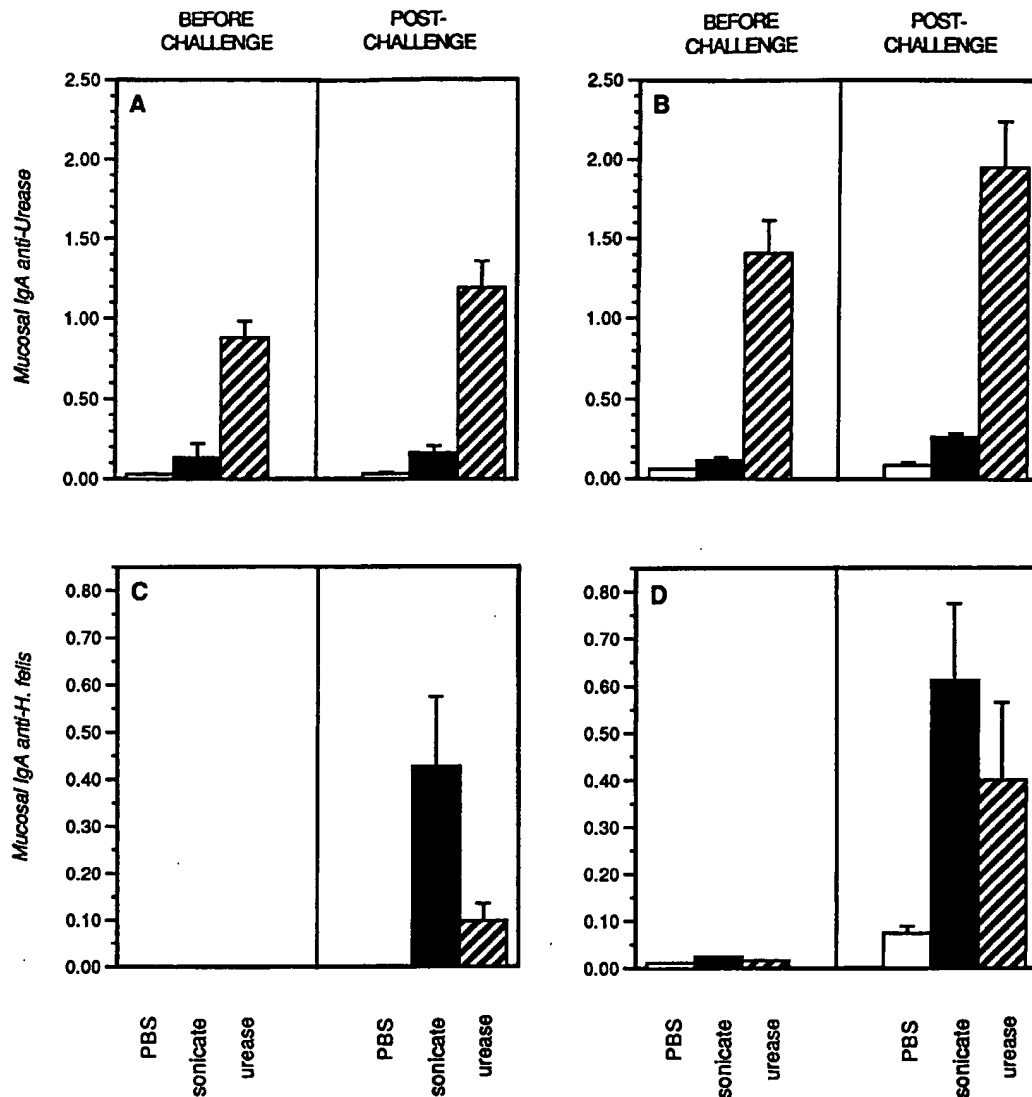 BEFORE
CHALLENGE
POST-
CHALLENGE
BEFORE
CHALLENGE
POST-
CHALLENGE
Mucosal IgA anti-Urease
A
2.50
2.00
1.50
1.00
0.50
0.00
B
2.50
2.00
1.50
1.00
0.50
0.00
Mucosal IgA anti-H. felis
C
0.80
0.70
0.60
0.50
0.40
0.30
0.20
0.10
0.00
D
0.80
0.70
0.60
0.50
0.40
0.30
0.20
0.10
0.00
PBS
sonicate
urease
PBS
sonicate
urease
PBS
sonicate
urease
PBS
sonicate
urease